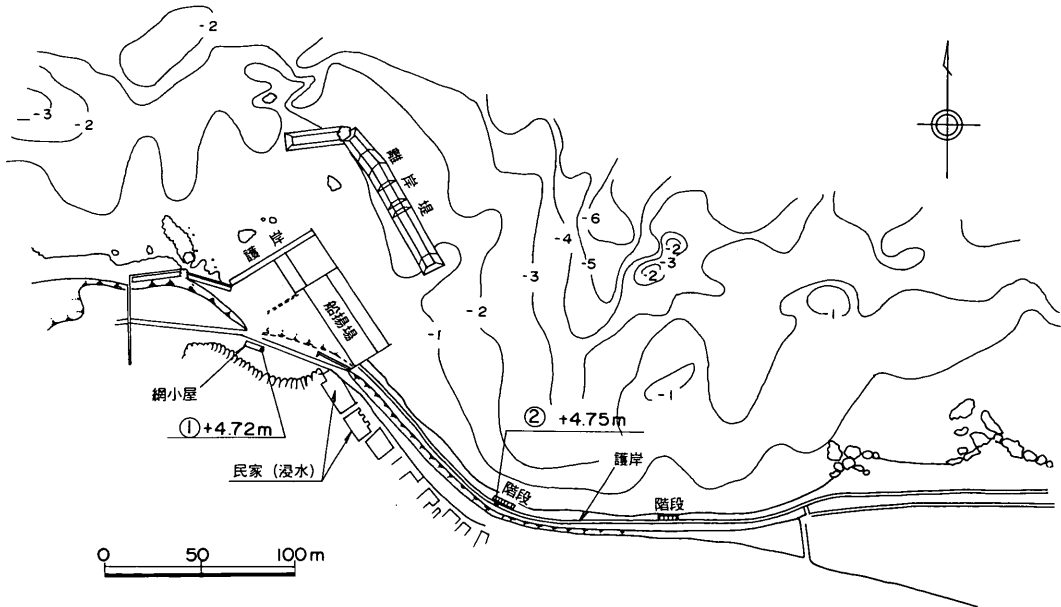 -2
-3
-2
離岸堤
護岸
-6
-4
-5
-2
-3
-2
-3
-2
-1
-1
-1
船揚場
網小屋
①+4.72m
② +4.75m
民家(浸水)
護岸
階段
階段
0 50 100m